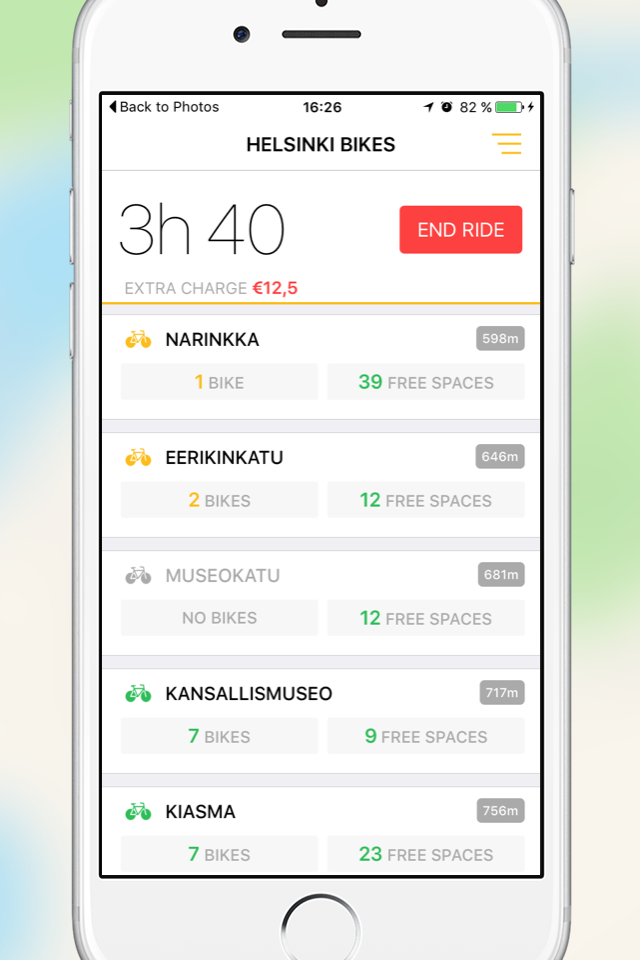 Back to Photos 16:26 82 %
HELSINKI BIKES
3h 40 END RIDE
EXTRA CHARGE €12,5
NARINKKA 598m
1 BIKE 39 FREE SPACES
EERIKINKATU 646m
2 BIKES 12 FREE SPACES
MUSEOKATU 681m
NO BIKES 12 FREE SPACES
KANSALLISMUSEO 717m
7 BIKES 9 FREE SPACES
KIASMA 756m
7 BIKES 23 FREE SPACES